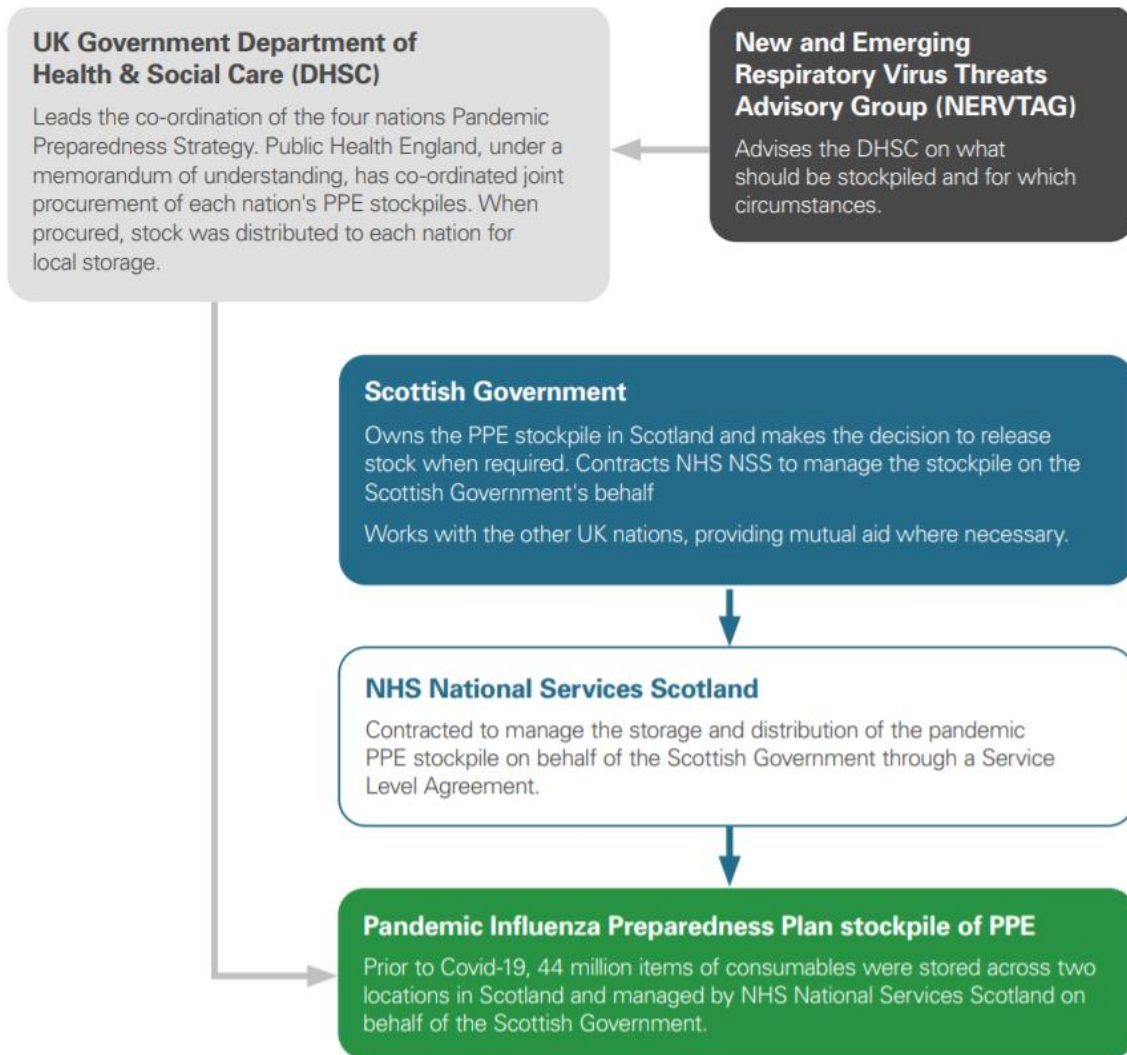 UK Government Department of
Health & Social Care (DHSC)
Leads the co-ordination of the four nations Pandemic
Preparedness Strategy. Public Health England, under a
memorandum of understanding, has co-ordinated joint
procurement of each nation's PPE stockpiles. When
procured, stock was distributed to each nation for
local storage.
New and Emerging
Respiratory Virus Threats
Advisory Group (NERVTAG)
Advises the DHSC on what
should be stockpiled and for which
circumstances.
Scottish Government
Owns the PPE stockpile in Scotland and makes the decision to release
stock when required. Contracts NHS NSS to manage the stockpile on the
Scottish Government's behalf
Works with the other UK nations, providing mutual aid where necessary.
NHS National Services Scotland
Contracted to manage the storage and distribution of the pandemic
PPE stockpile on behalf of the Scottish Government through a Service
Level Agreement.
Pandemic Influenza Preparedness Plan stockpile of PPE
Prior to Covid-19, 44 million items of consumables were stored across two
locations in Scotland and managed by NHS National Services Scotland on
behalf of the Scottish Government.